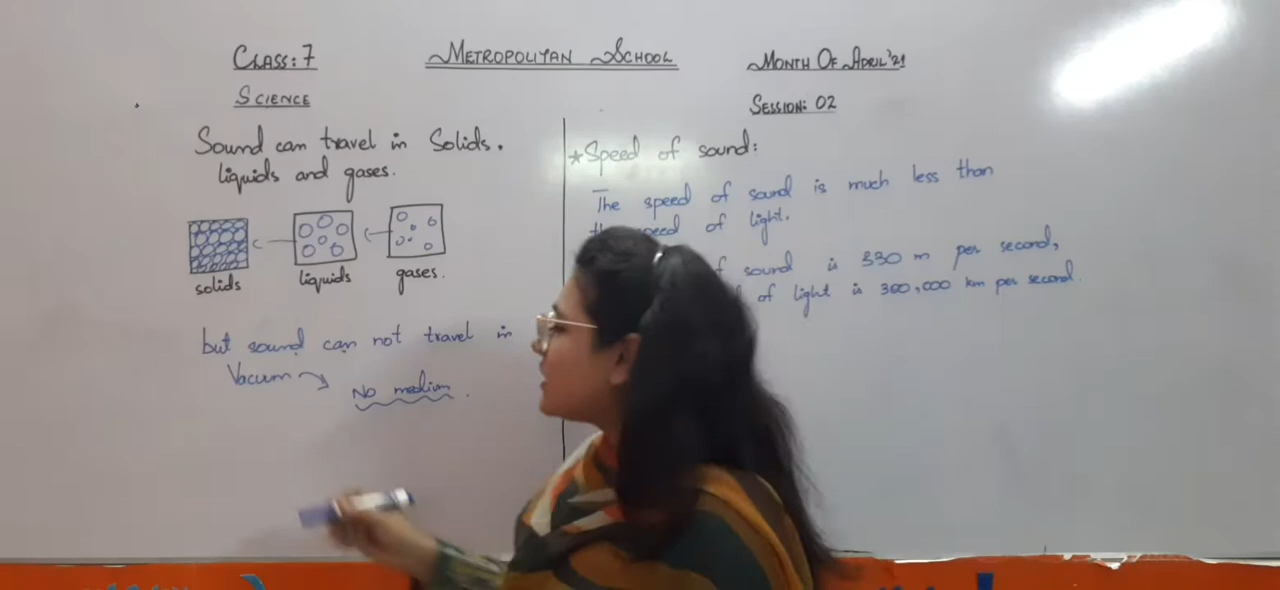 CLASS: 7
METROPOLITAN SCHOOL
MONTH OF APRIL '21
SCIENCE
SESSION: 02
Sound can travel in Solids.
liquids and gases.
solids
liquids
gases.
but sound can not travel in
Vacuum
No medium.
★ Speed of sound:
The speed of sound is much less than
speed of light.
sound is 330 m per second,
of light is 300,000 km per second.